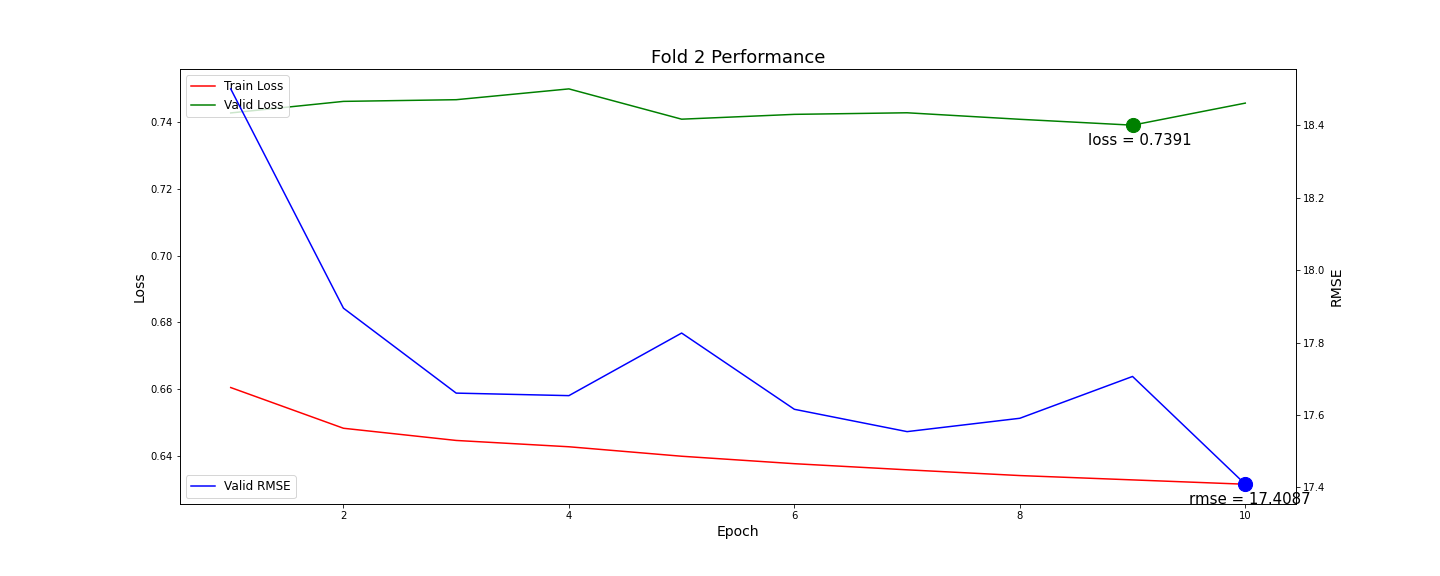 Fold 2 Performance
Train Loss
Valid Loss
0.74
0.72
0.70
0.68
0.66
0.64
Loss
18.4
18.2
18.0
17.8
17.6
17.4
RMSE
loss = 0.7391
Valid RMSE
rmse = 17.4087
2 4 6 8 10
Epoch